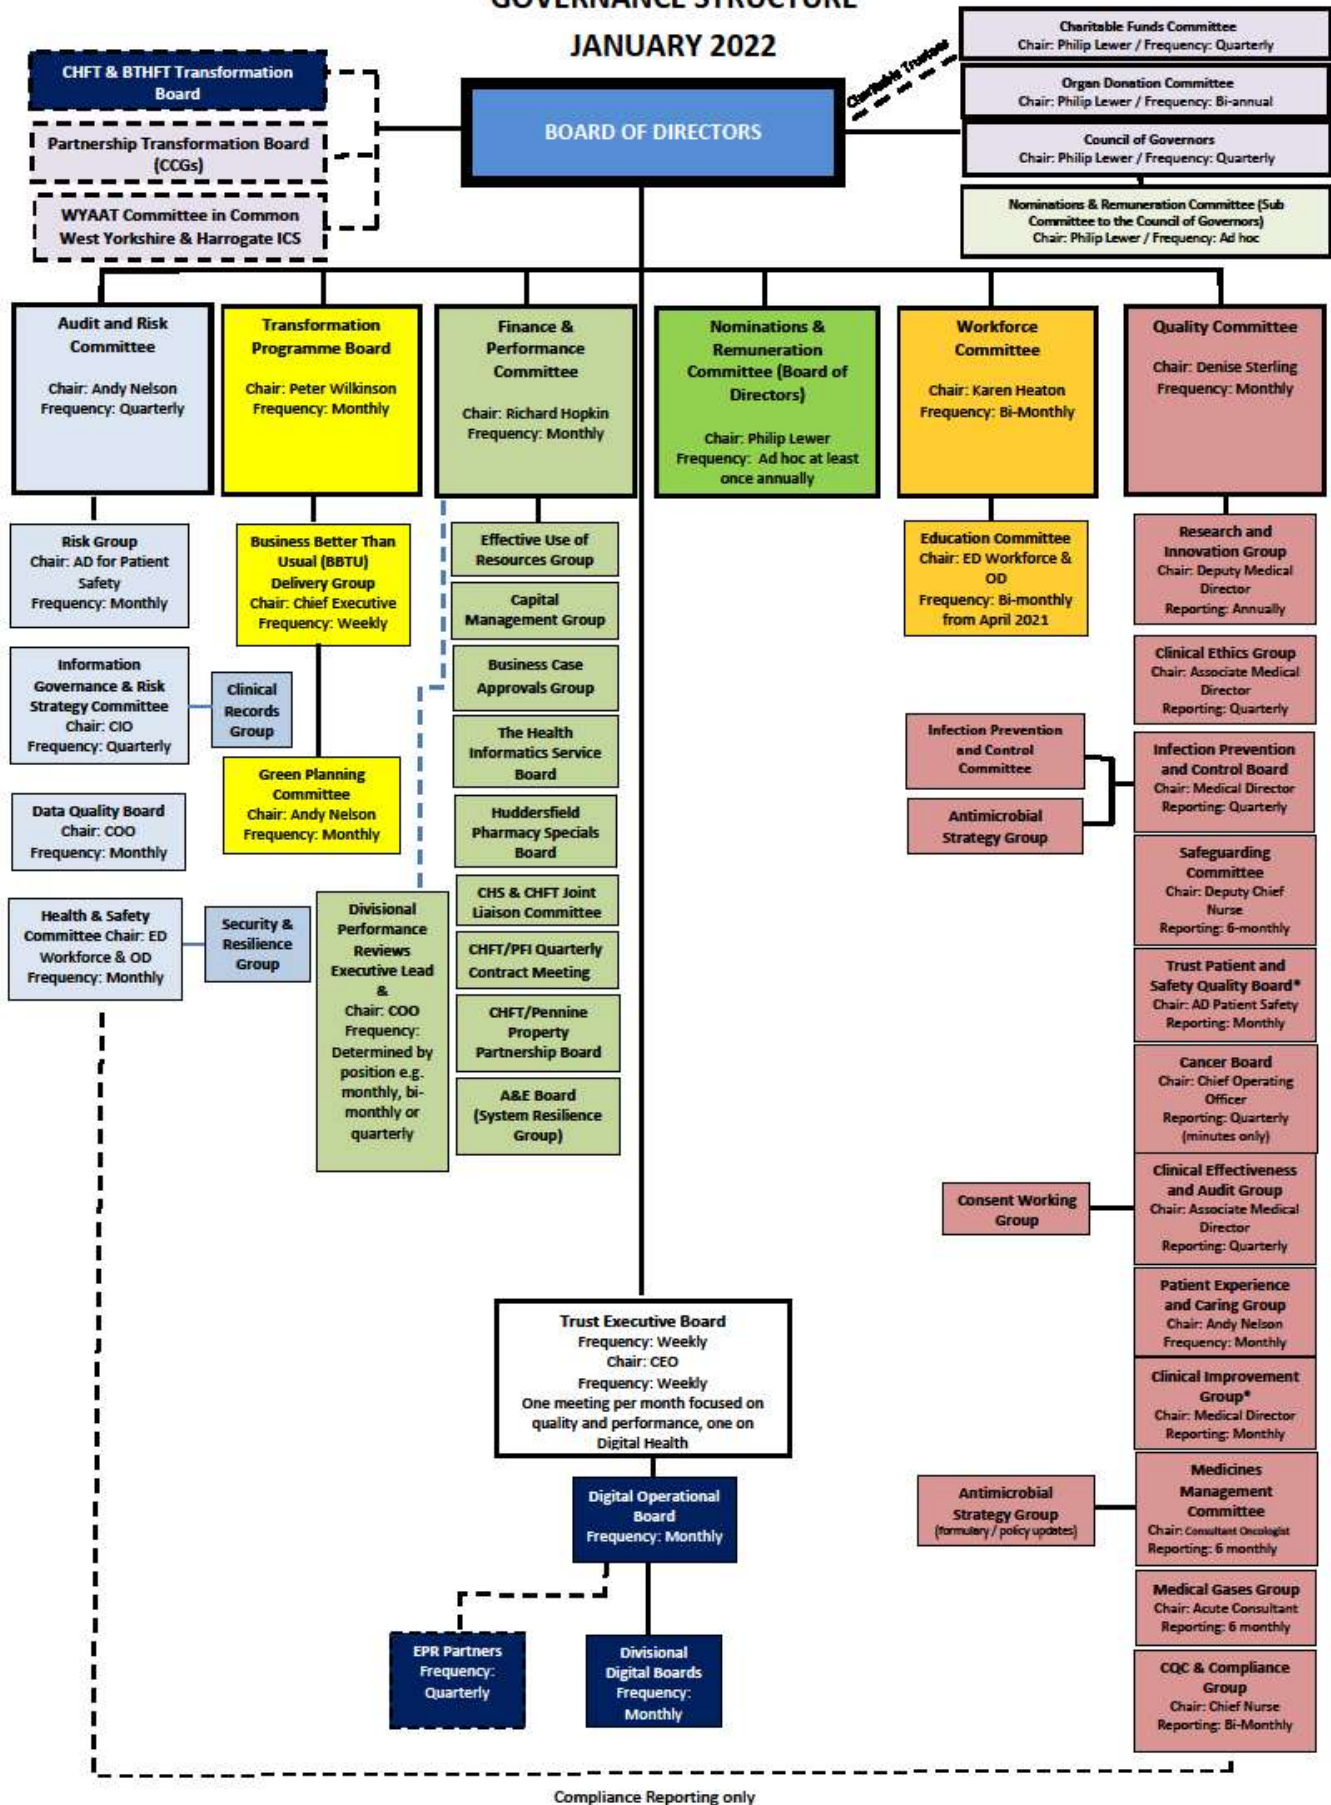 GOVERNANCE STRUCTURE
JANUARY 2022
CHFT & BTHFT Transformation
Board
Partnership Transformation Board
(CCGs)
WYAAT Committee in Common
West Yorkshire & Harrogate ICS
BOARD OF DIRECTORS
Charitable Trustees
Charitable Funds Committee
Chair: Philip Lewer / Frequency: Quarterly
Organ Donation Committee
Chair: Philip Lewer / Frequency: Bi-annual
Council of Governors
Chair: Philip Lewer / Frequency: Quarterly
Nominations & Remuneration Committee (Sub
Committee to the Council of Governors)
Chair: Philip Lewer / Frequency: Ad hoc
Audit and Risk
Committee
Chair: Andy Nelson
Frequency: Quarterly
Transformation
Programme Board
Chair: Peter Wilkinson
Frequency: Monthly
Finance &
Performance
Committee
Chair: Richard Hopkin
Frequency: Monthly
Nominations &
Remuneration
Committee (Board of
Directors)
Chair: Philip Lewer
Frequency: Ad hoc at least
once annually
Workforce
Committee
Chair: Karen Heaton
Frequency: Bi-Monthly
Quality Committee
Chair: Denise Sterling
Frequency: Monthly
Risk Group
Chair: AD for Patient
Safety
Frequency: Monthly
Information
Governance & Risk
Strategy Committee
Chair: CIO
Frequency: Quarterly
Clinical
Records
Group
Data Quality Board
Chair: COO
Frequency: Monthly
Health & Safety
Committee Chair: ED
Workforce & OD
Frequency: Monthly
Security &
Resilience
Group
Business Better Than
Usual (BBTU)
Delivery Group
Chair: Chief Executive
Frequency: Weekly
Green Planning
Committee
Chair: Andy Nelson
Frequency: Monthly
Divisional
Performance
Reviews
Executive Lead
&
Chair: COO
Frequency:
Determined by
position e.g.
monthly, bi-
monthly or
quarterly
Effective Use of
Resources Group
Capital
Management Group
Business Case
Approvals Group
The Health
Informatics Service
Board
Huddersfield
Pharmacy Specials
Board
CHS & CHFT Joint
Liaison Committee
CHFT/PFI Quarterly
Contract Meeting
CHFT/Pennine
Property
Partnership Board
A&E Board
(System Resilience
Group)
Education Committee
Chair: ED Workforce &
OD
Frequency: Bi-monthly
from April 2021
Research and
Innovation Group
Chair: Deputy Medical
Director
Reporting: Annually
Clinical Ethics Group
Chair: Associate Medical
Director
Reporting: Quarterly
Infection Prevention
and Control
Committee
Antimicrobial
Strategy Group
Infection Prevention
and Control Board
Chair: Medical Director
Reporting: Quarterly
Safeguarding
Committee
Chair: Deputy Chief
Nurse
Reporting: 6-monthly
Trust Patient and
Safety Quality Board*
Chair: AD Patient Safety
Reporting: Monthly
Cancer Board
Chair: Chief Operating
Officer
Reporting: Quarterly
(minutes only)
Consent Working
Group
Clinical Effectiveness
and Audit Group
Chair: Associate Medical
Director
Reporting: Quarterly
Patient Experience
and Caring Group
Chair: Andy Nelson
Frequency: Monthly
Clinical Improvement
Group*
Chair: Medical Director
Reporting: Monthly
Antimicrobial
Strategy Group
(formulary / policy updates)
Medicines
Management
Committee
Chair: Consultant Oncologist
Reporting: 6 monthly
Medical Gases Group
Chair: Acute Consultant
Reporting: 6 monthly
CQC & Compliance
Group
Chair: Chief Nurse
Reporting: Bi-Monthly
Trust Executive Board
Frequency: Weekly
Chair: CEO
Frequency: Weekly
One meeting per month focused on
quality and performance, one on
Digital Health
Digital Operational
Board
Frequency: Monthly
EPR Partners
Frequency:
Quarterly
Divisional
Digital Boards
Frequency:
Monthly
Compliance Reporting only